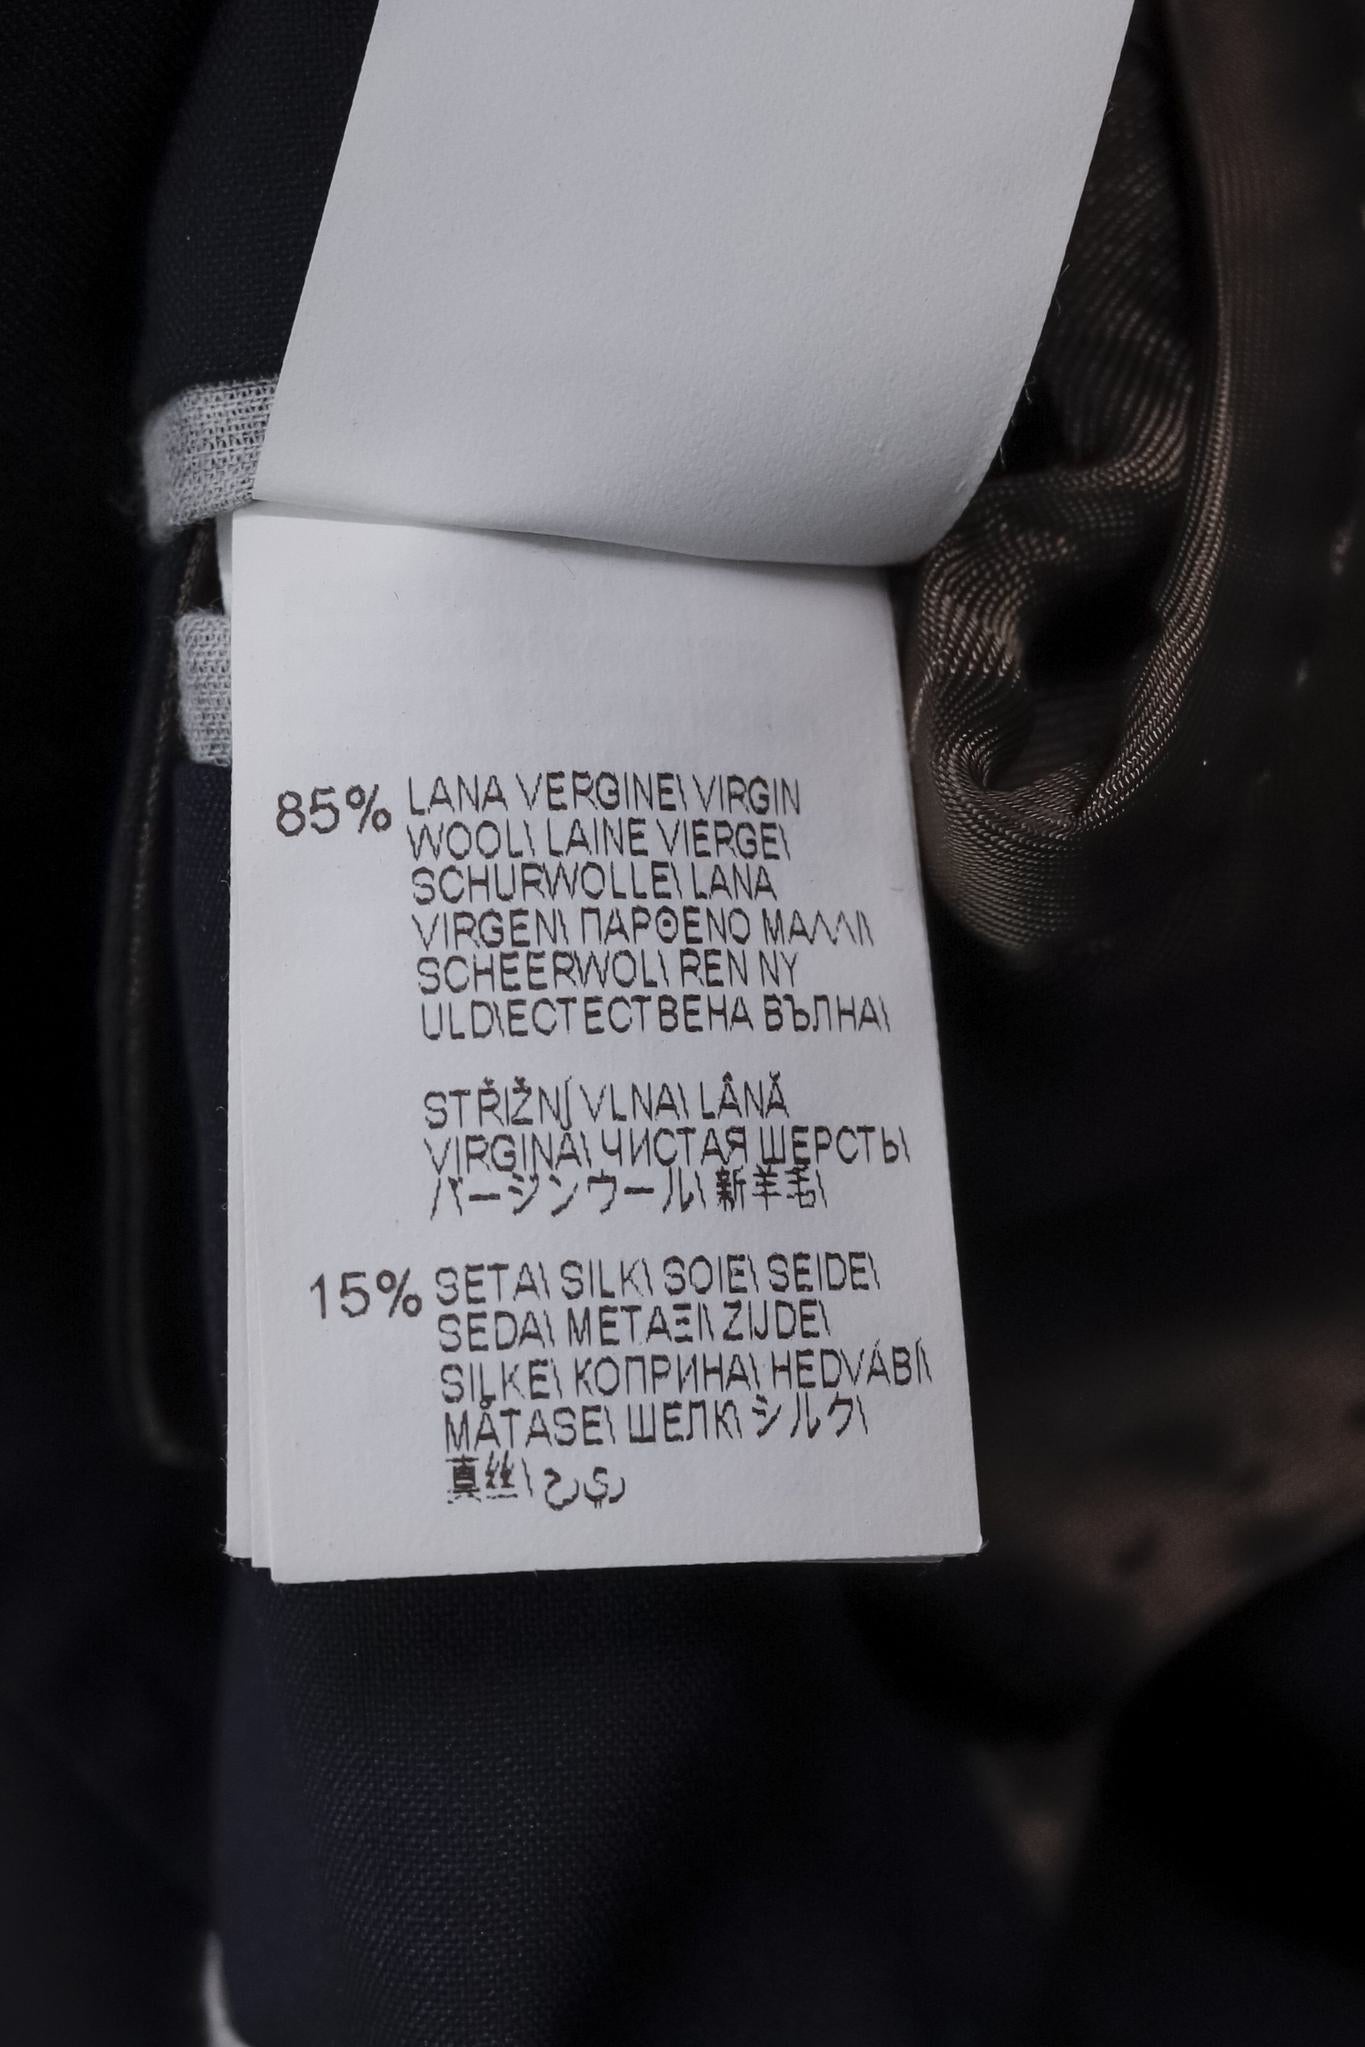 85% LANA VERGINE\ VIRGIN
WOOL\ LAINE VIERGE\
SCHURWOLLE\ LANA
VIRGEN\ ΠΑΡΘΕΝΟ ΜΑΛΛΙ\
SCHEERWOL\ REN NY
ULD\ЕСТЕСТВЕНА ВЪЛНА\
STŘIŽNÍ VLNA\ LÂNĂ
VIRGINĂ\ ЧИСТАЯ ШЕРСТЬ\
バージンウール\ 新羊毛\
15% SETA\ SILK\ SOIE\ SEIDE\
SEDA\ ΜΕΤΑΞΙ\ ZIJDE\
SILKE\ КОПРИНА\ HEDVÁBÍ\
MÅTASE\ ШЕЛК\ シルク\
真丝\